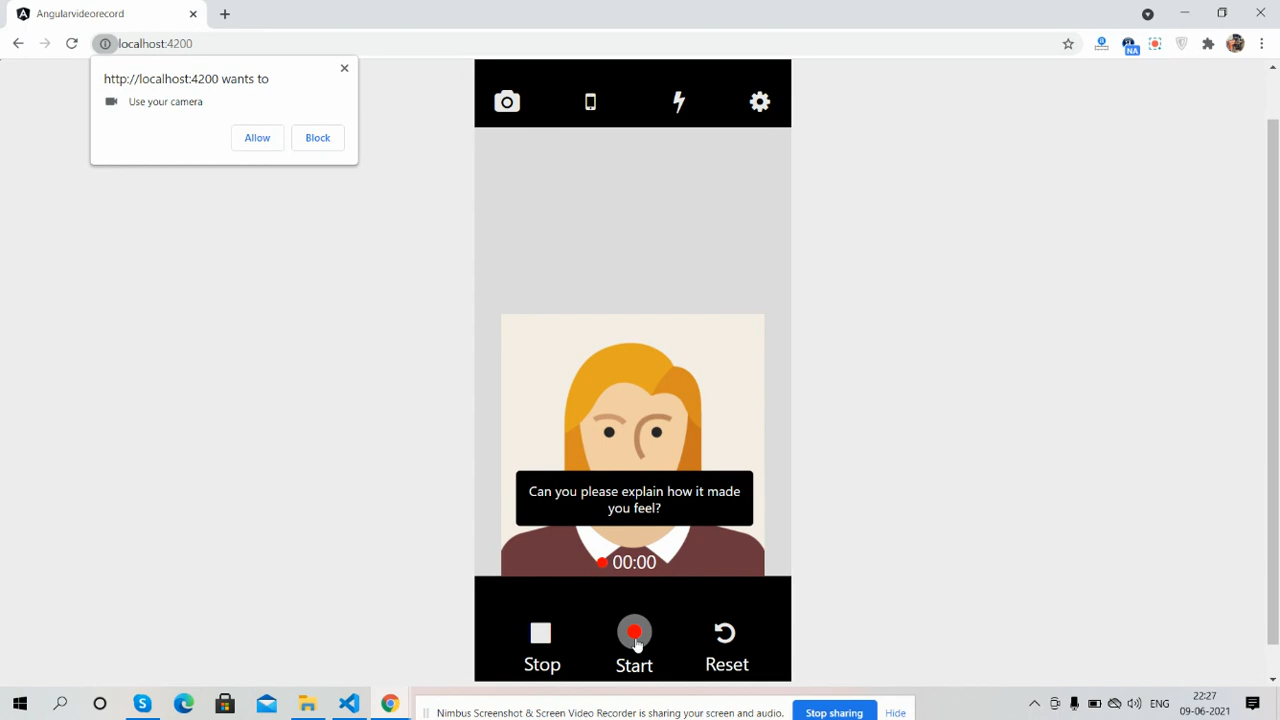 Angularvideorecord
localhost:4200
NA
http://localhost:4200 wants to
Use your camera
Allow
Block
Can you please explain how it made
you feel?
00:00
Stop
Start
Reset
Nimbus Screenshot & Screen Video Recorder is sharing your screen and audio.
Stop sharing
Hide
ENG
22:27
09-06-2021